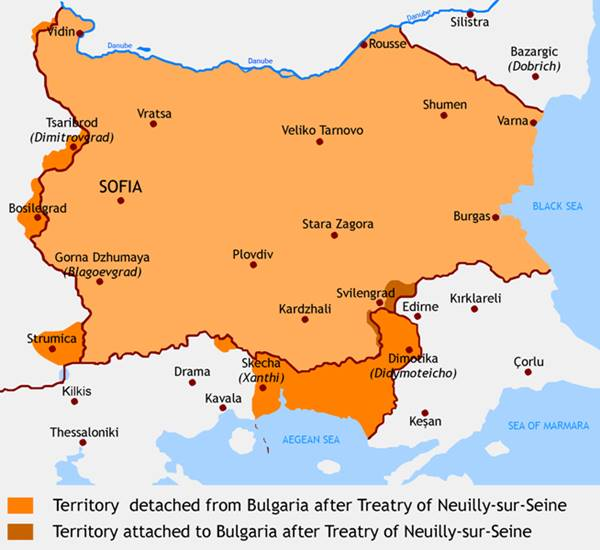 Vidin
Danube
Danube
Danube
Silistra
Rousse
Bazargic
(Dobrich)
Tsaribrod
(Dimitrovgrad)
Vratsa
Shumen
Veliko Tarnovo
Varna
SOFIA
Bosilegrad
BLACK SEA
Burgas
Stara Zagora
Gorna Dzhumaya
(Blagoevgrad)
Plovdiv
Svilengrad
Edirne
Kırklareli
Kardzhali
Strumica
Skecha
(Xanthi)
Dimotika
(Didymoteicho)
Çorlu
Drama
Kilkis
Kavala
Keşan
Thessaloniki
AEGEAN SEA
SEA OF MARMARA
Territory detached from Bulgaria after Treatry of Neuilly-sur-Seine
Territory attached to Bulgaria after Treatry of Neuilly-sur-Seine